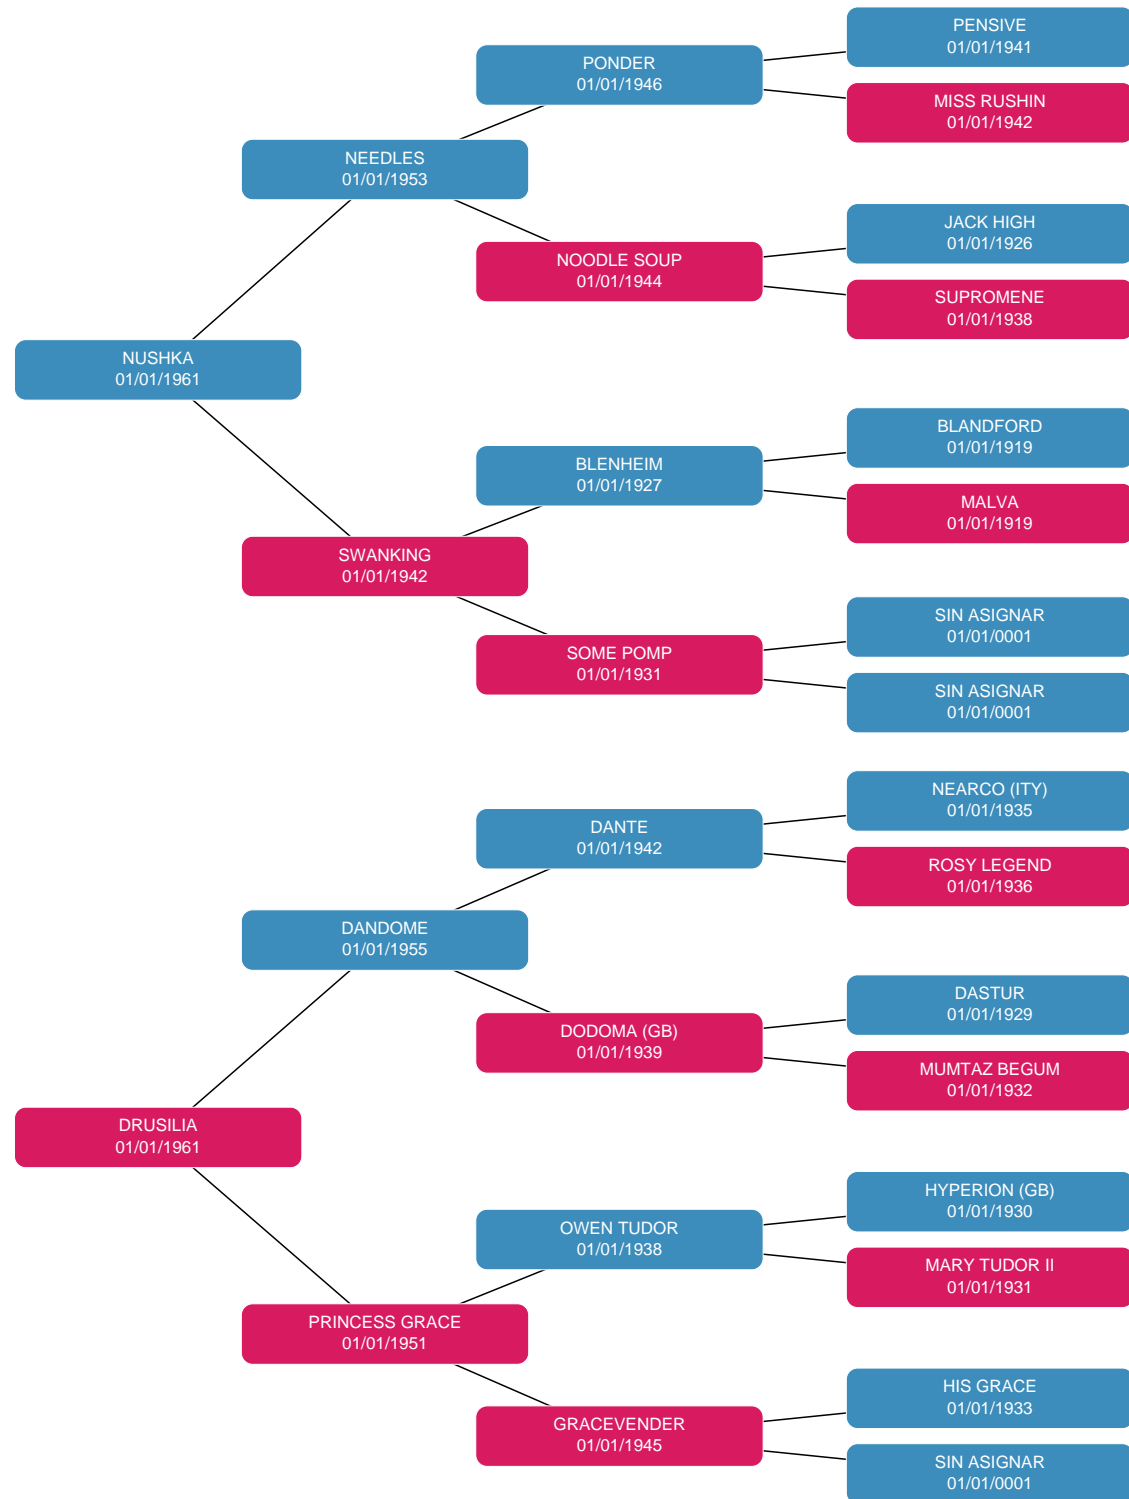 PENSIVE
01/01/1941
PONDER
01/01/1946
MISS RUSHIN
01/01/1942
NEEDLES
01/01/1953
JACK HIGH
01/01/1926
NOODLE SOUP
01/01/1944
SUPROMENE
01/01/1938
NUSHKA
01/01/1961
BLANDFORD
01/01/1919
BLENHEIM
01/01/1927
MALVA
01/01/1919
SWANKING
01/01/1942
SIN ASIGNAR
01/01/0001
SOME POMP
01/01/1931
SIN ASIGNAR
01/01/0001
NEARCO (ITY)
01/01/1935
DANTE
01/01/1942
ROSY LEGEND
01/01/1936
DANDOME
01/01/1955
DASTUR
01/01/1929
DODOMA (GB)
01/01/1939
MUMTAZ BEGUM
01/01/1932
DRUSILIA
01/01/1961
HYPERION (GB)
01/01/1930
OWEN TUDOR
01/01/1938
MARY TUDOR II
01/01/1931
PRINCESS GRACE
01/01/1951
HIS GRACE
01/01/1933
GRACEVENDER
01/01/1945
SIN ASIGNAR
01/01/0001